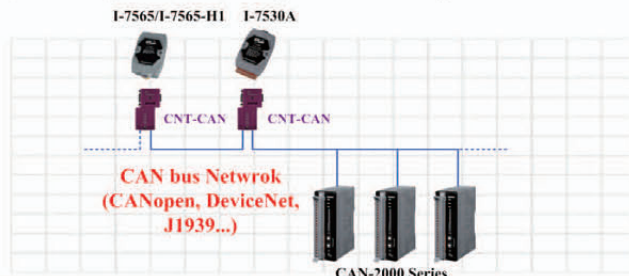 I-7565/I-7565-H1 I-7530A
CNT-CAN CNT-CAN
CAN bus Netwrok
(CANopen, DeviceNet,
J1939...)
CAN-2000 Series